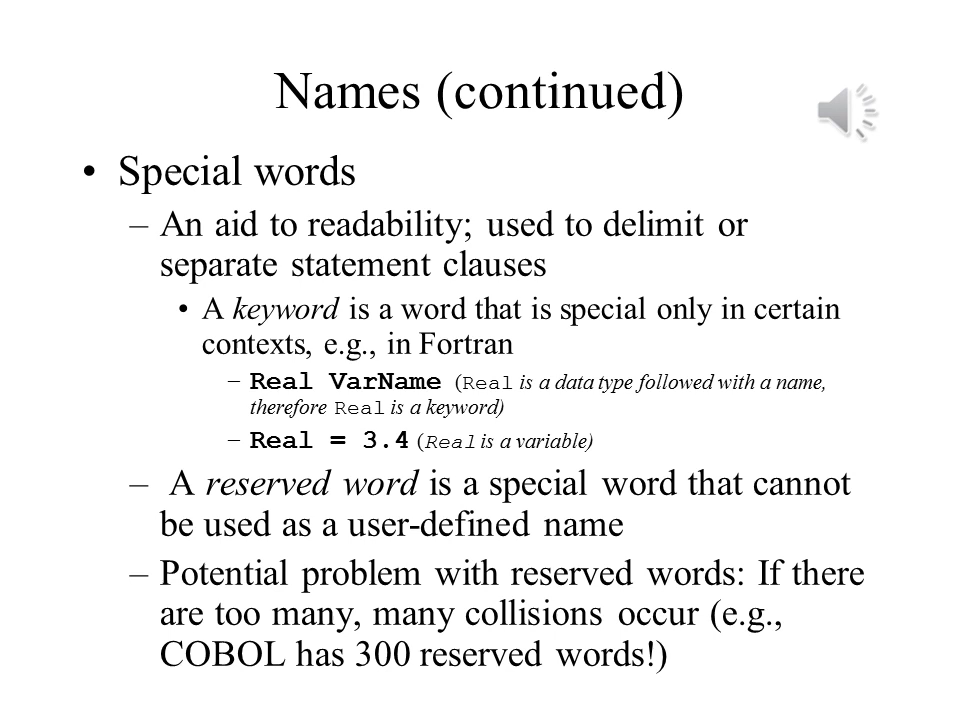 Names (continued)
• Special words
–An aid to readability; used to delimit or
separate statement clauses
• A keyword is a word that is special only in certain
contexts, e.g., in Fortran
–Real VarName (Real is a data type followed with a name,
therefore Real is a keyword)
–Real = 3.4 (Real is a variable)
– A reserved word is a special word that cannot
be used as a user-defined name
–Potential problem with reserved words: If there
are too many, many collisions occur (e.g.,
COBOL has 300 reserved words!)